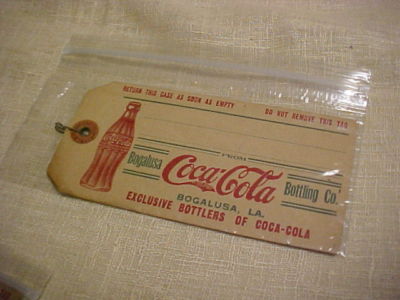 RETURN THIS CASE AS SOON AS EMPTY DO NOT REMOVE THIS TAG
FROM
Bogalusa Coca-Cola Bottling Co.
BOGALUSA, LA.
EXCLUSIVE BOTTLERS OF COCA-COLA